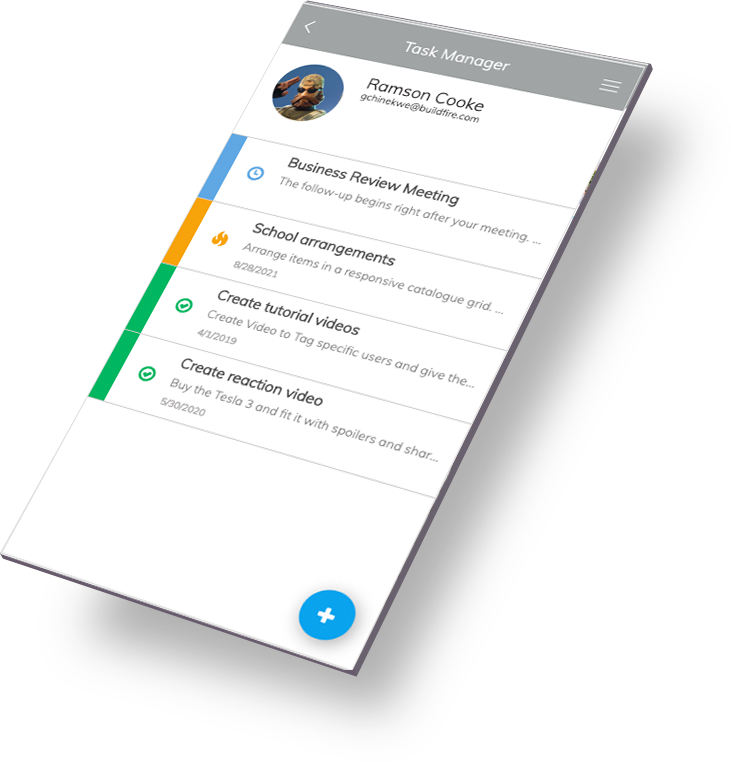 Task Manager
Ramson Cooke
gchinekwe@buildfire.com
Business Review Meeting
The follow-up begins right after your meeting. ...
School arrangements
Arrange items in a responsive catalogue grid. ...
8/28/2021
Create tutorial videos
Create Video to Tag specific users and give the...
4/1/2019
Create reaction video
Buy the Tesla 3 and fit it with spoilers and shar...
5/30/2020